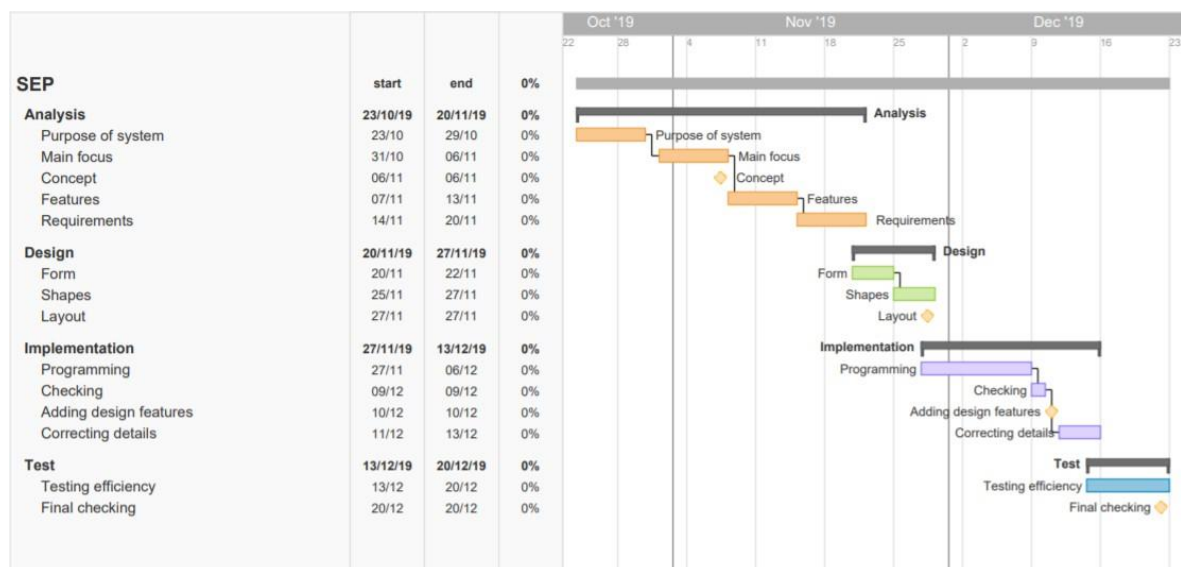 Oct '19 Nov '19 Dec '19
22 28 4 11 18 25 2 9 16 23
SEP start end 0%
Analysis 23/10/19 20/11/19 0% Analysis
Purpose of system 23/10 29/10 0% Purpose of system
Main focus 31/10 06/11 0% Main focus
Concept 06/11 06/11 0% Concept
Features 07/11 13/11 0% Features
Requirements 14/11 20/11 0% Requirements
Design 20/11/19 27/11/19 0% Design
Form 20/11 22/11 0% Form
Shapes 25/11 27/11 0% Shapes
Layout 27/11 27/11 0% Layout
Implementation 27/11/19 13/12/19 0% Implementation
Programming 27/11 06/12 0% Programming
Checking 09/12 09/12 0% Checking
Adding design features 10/12 10/12 0% Adding design features
Correcting details 11/12 13/12 0% Correcting details
Test 13/12/19 20/12/19 0% Test
Testing efficiency 13/12 20/12 0% Testing efficiency
Final checking 20/12 20/12 0% Final checking